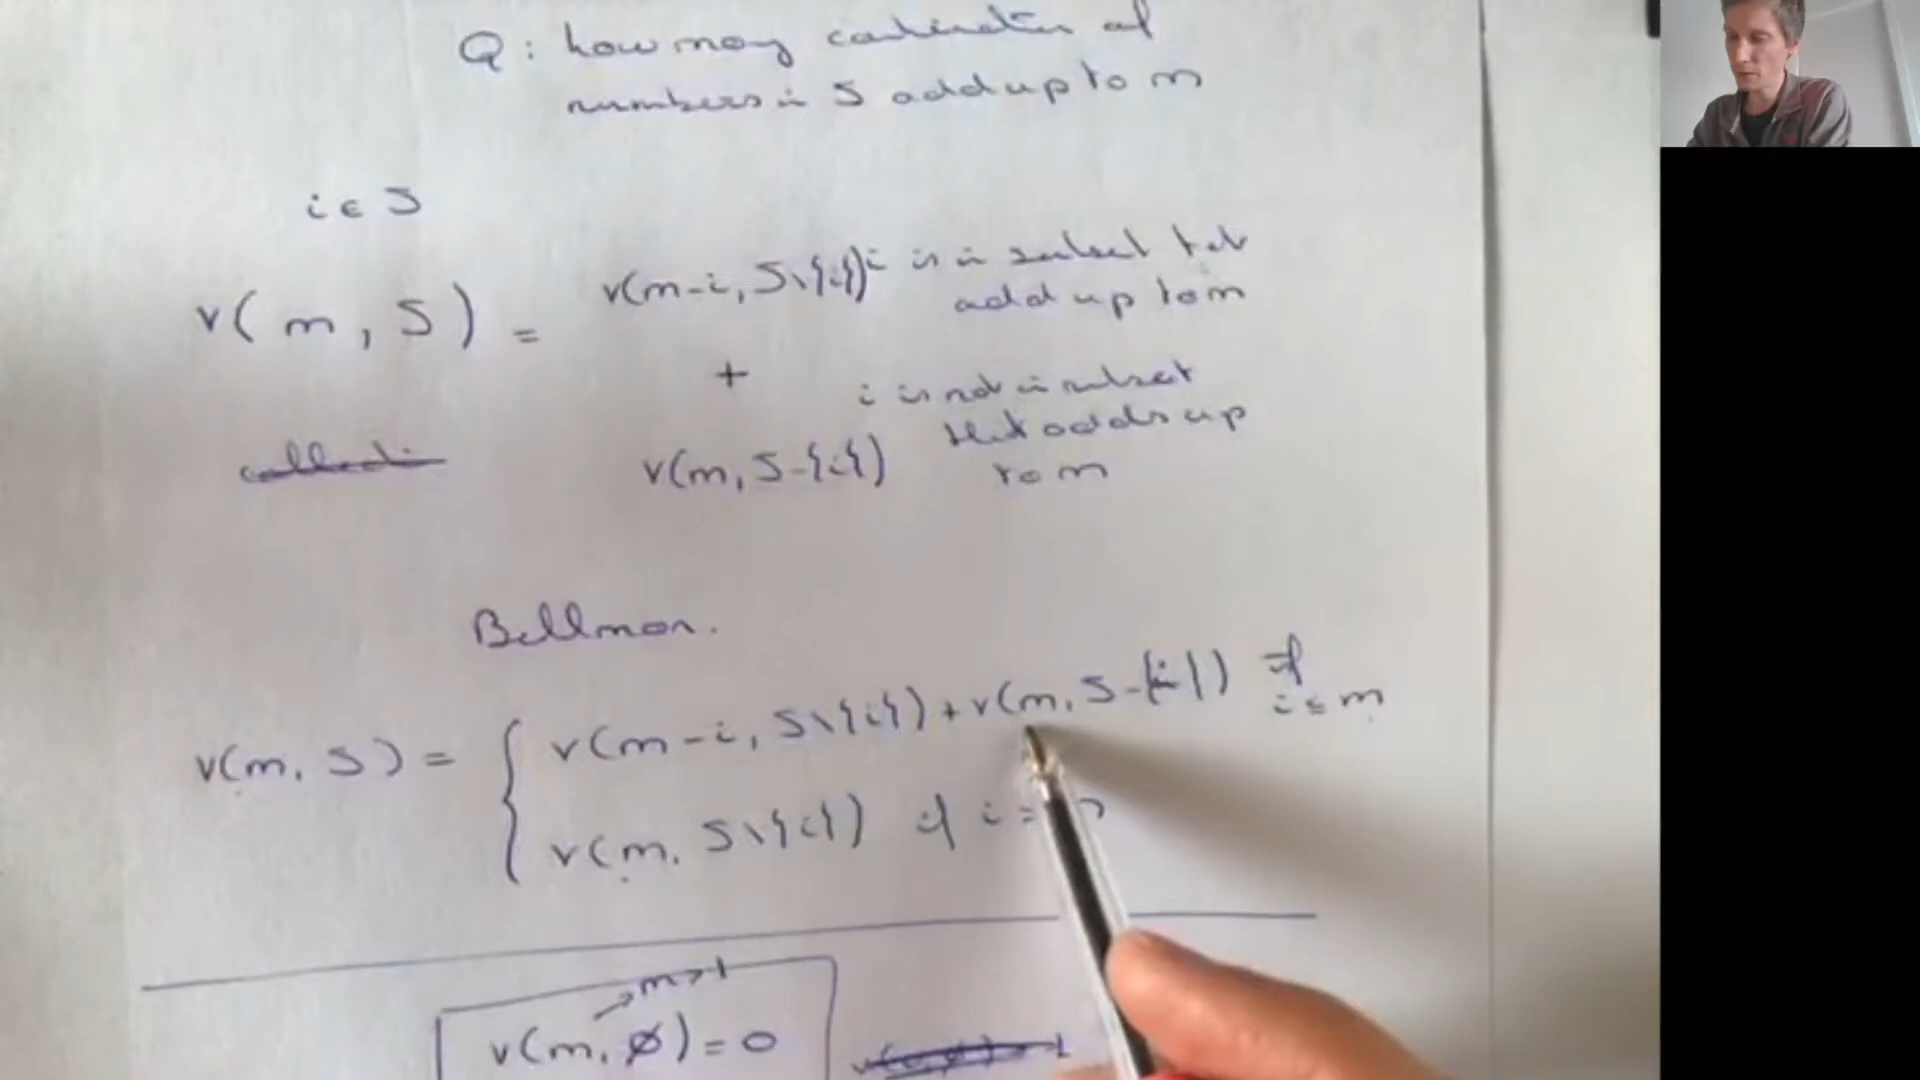 Q: how many combinations of
numbers in S add up to m
i ∈ S
v(m, S) =
v(m-i, S\{i}) i is in subset that
add up to m
+
i is not in subset
that adds up
to m
v(m, S-{i})
Bellman.
v(m, S) = { v(m-i, S\{i}) + v(m, S-{i}) if
i ≤ m
v(m, S\{i}) if i
m>1
v(m, ∅) = 0